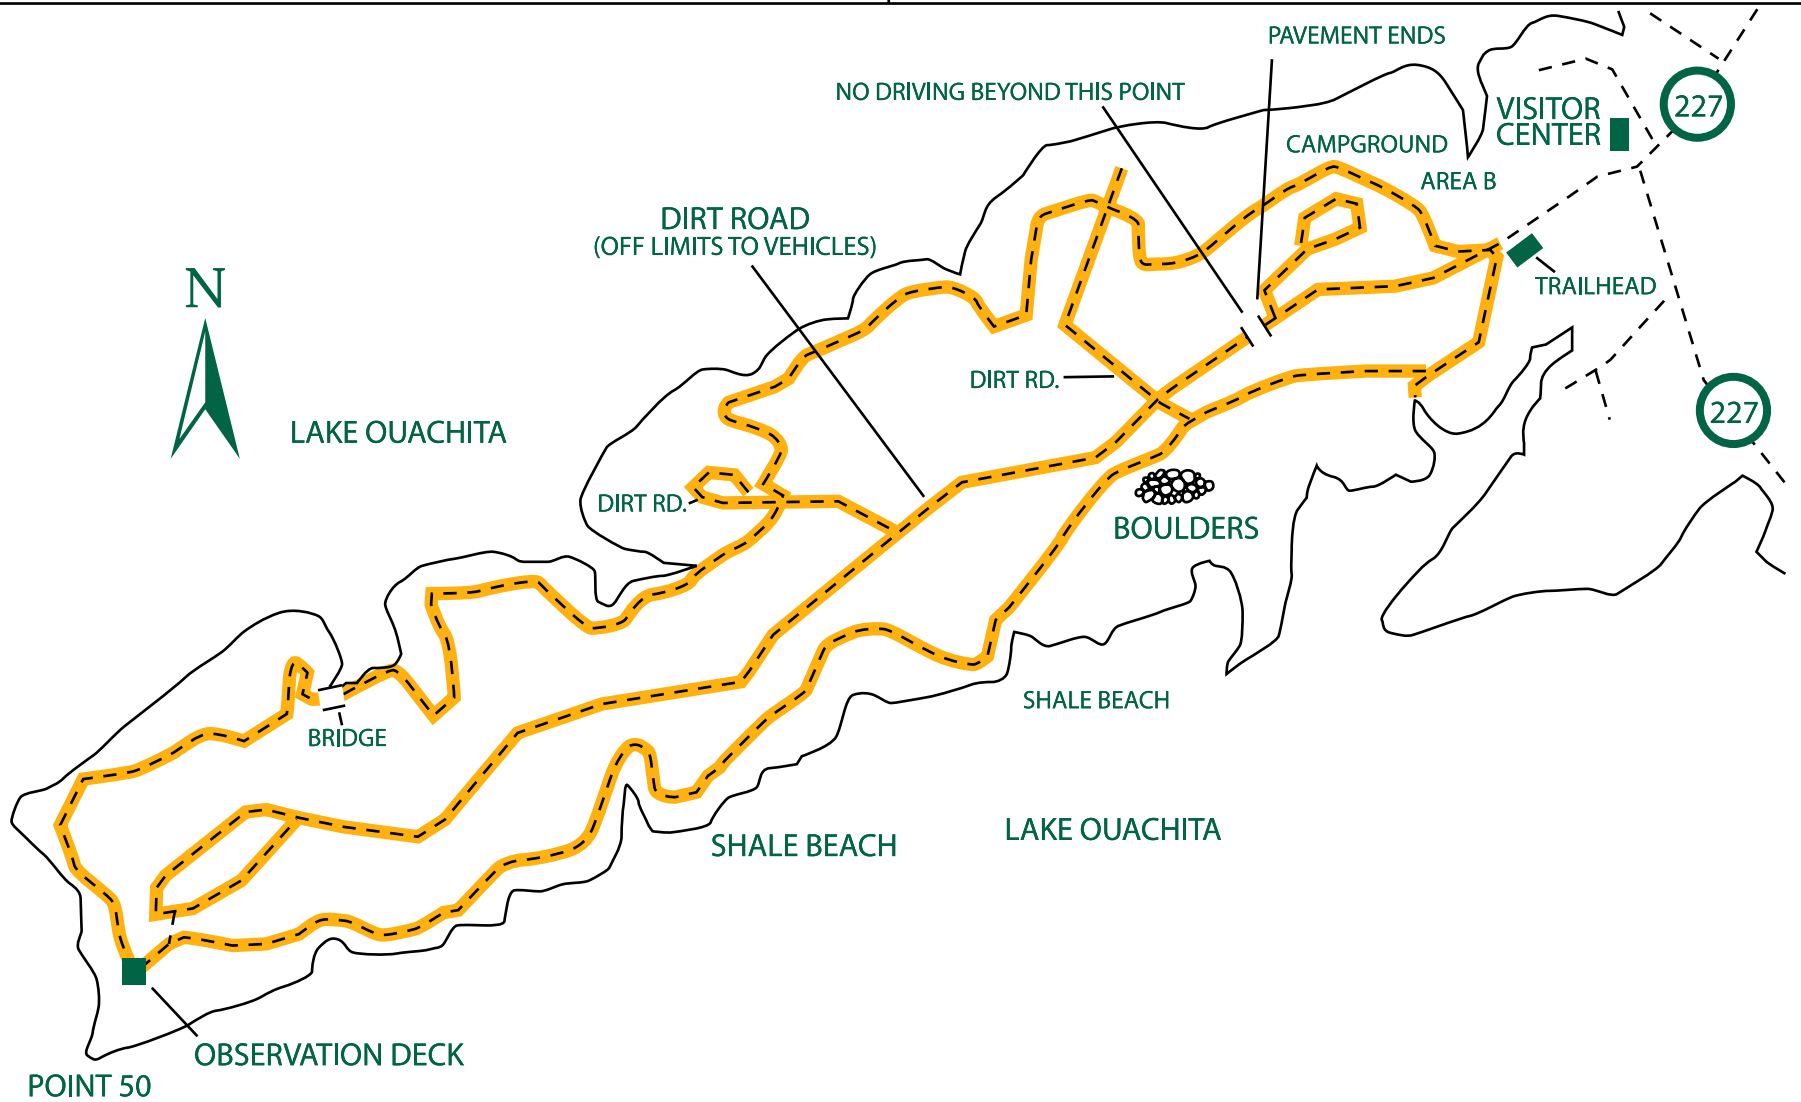 PAVEMENT ENDS
NO DRIVING BEYOND THIS POINT
227
VISITOR
CENTER
CAMPGROUND
AREA B
DIRT ROAD
(OFF LIMITS TO VEHICLES)
N
TRAILHEAD
DIRT RD.
227
LAKE OUACHITA
DIRT RD.
BOULDERS
SHALE BEACH
BRIDGE
LAKE OUACHITA
SHALE BEACH
OBSERVATION DECK
POINT 50